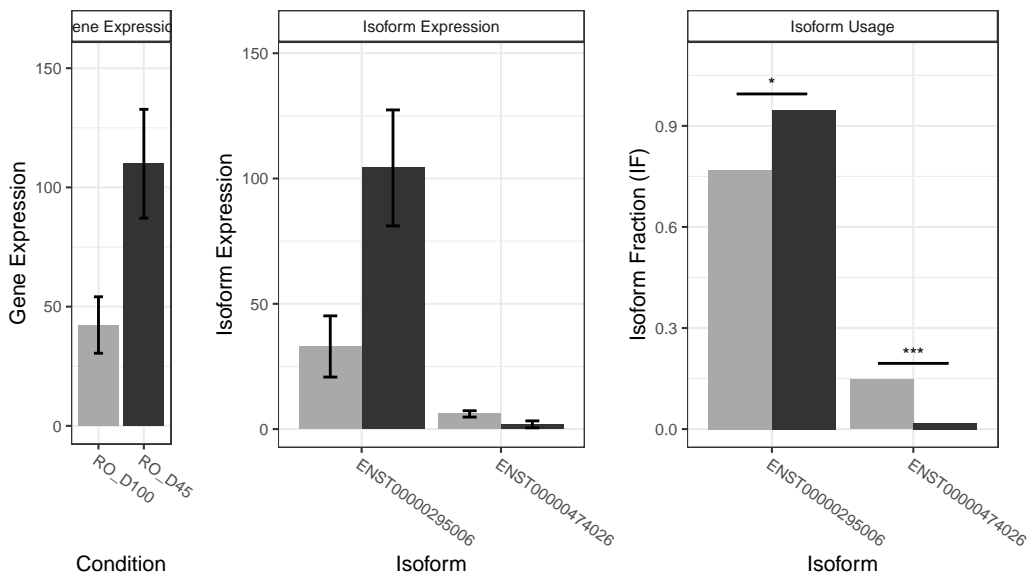 ene Expressio
Gene Expression
150
100
50
0
RO_D100
RO_D45
Condition
Isoform Expression
Isoform Expression
150
100
50
0
ENST00000295006
ENST00000474026
Isoform
Isoform Usage
Isoform Fraction (IF)
0.9
0.6
0.3
0.0
*
***
ENST00000295006
ENST00000474026
Isoform